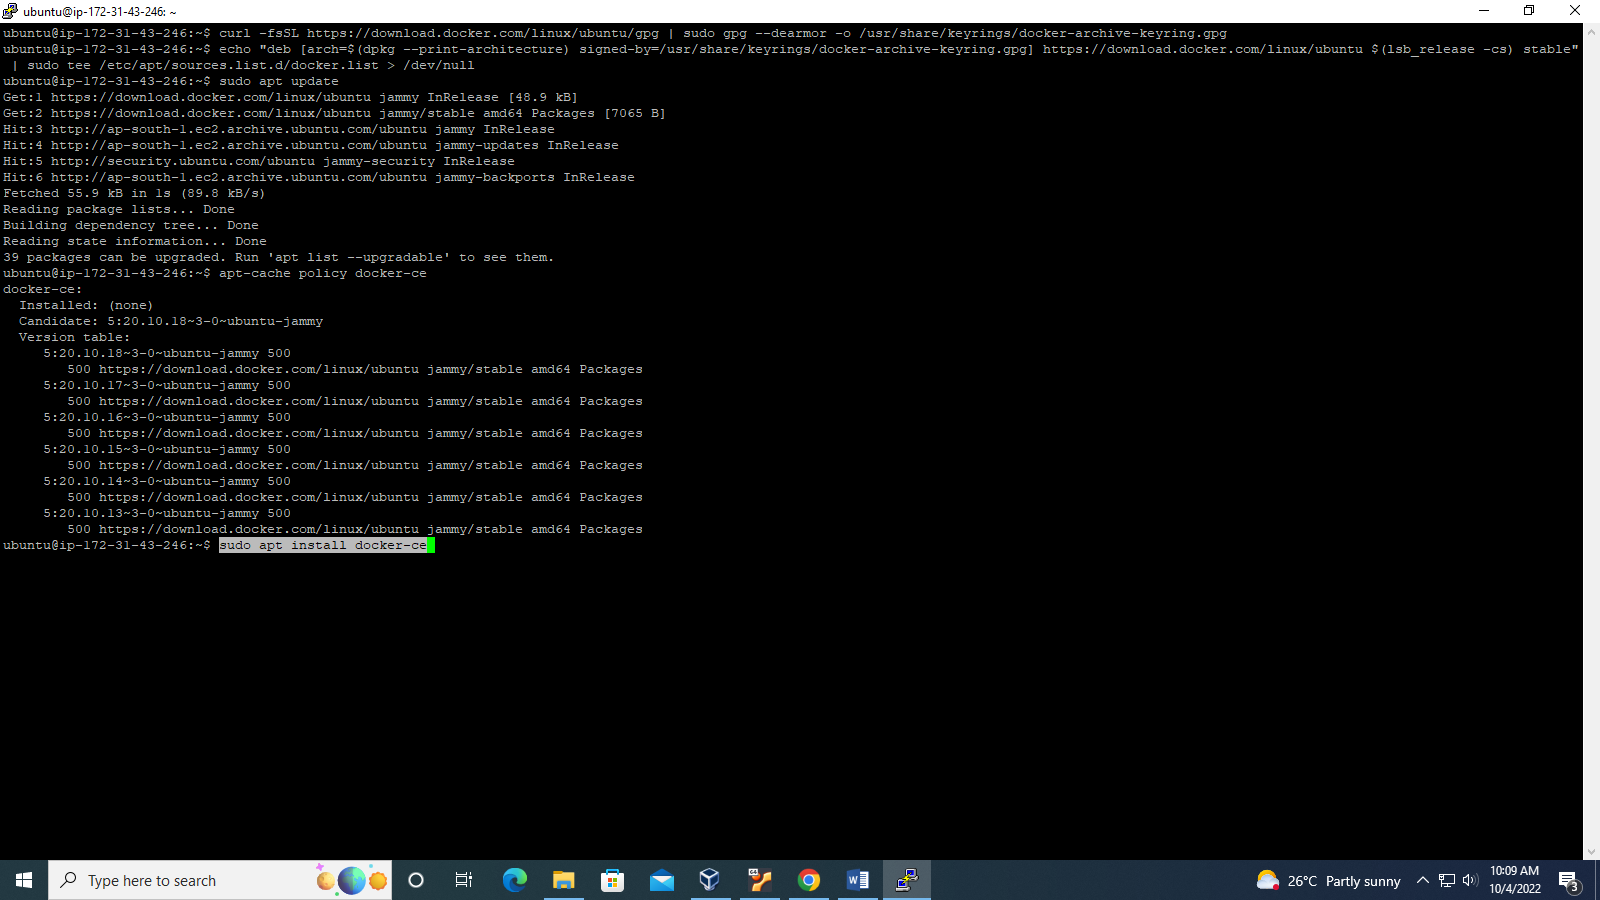 ubuntu@ip-172-31-43-246: ~
ubuntu@ip-172-31-43-246:~$ curl -fsSL https://download.docker.com/linux/ubuntu/gpg | sudo gpg --dearmor -o /usr/share/keyrings/docker-archive-keyring.gpg
ubuntu@ip-172-31-43-246:~$ echo "deb [arch=$(dpkg --print-architecture) signed-by=/usr/share/keyrings/docker-archive-keyring.gpg] https://download.docker.com/linux/ubuntu $(lsb_release -cs) stable"
 | sudo tee /etc/apt/sources.list.d/docker.list > /dev/null
ubuntu@ip-172-31-43-246:~$ sudo apt update
Get:1 https://download.docker.com/linux/ubuntu jammy InRelease [48.9 kB]
Get:2 https://download.docker.com/linux/ubuntu jammy/stable amd64 Packages [7065 B]
Hit:3 http://ap-south-1.ec2.archive.ubuntu.com/ubuntu jammy InRelease
Hit:4 http://ap-south-1.ec2.archive.ubuntu.com/ubuntu jammy-updates InRelease
Hit:5 http://security.ubuntu.com/ubuntu jammy-security InRelease
Hit:6 http://ap-south-1.ec2.archive.ubuntu.com/ubuntu jammy-backports InRelease
Fetched 55.9 kB in 1s (89.8 kB/s)
Reading package lists... Done
Building dependency tree... Done
Reading state information... Done
39 packages can be upgraded. Run 'apt list --upgradable' to see them.
ubuntu@ip-172-31-43-246:~$ apt-cache policy docker-ce
docker-ce:
  Installed: (none)
  Candidate: 5:20.10.18~3-0~ubuntu-jammy
  Version table:
     5:20.10.18~3-0~ubuntu-jammy 500
        500 https://download.docker.com/linux/ubuntu jammy/stable amd64 Packages
     5:20.10.17~3-0~ubuntu-jammy 500
        500 https://download.docker.com/linux/ubuntu jammy/stable amd64 Packages
     5:20.10.16~3-0~ubuntu-jammy 500
        500 https://download.docker.com/linux/ubuntu jammy/stable amd64 Packages
     5:20.10.15~3-0~ubuntu-jammy 500
        500 https://download.docker.com/linux/ubuntu jammy/stable amd64 Packages
     5:20.10.14~3-0~ubuntu-jammy 500
        500 https://download.docker.com/linux/ubuntu jammy/stable amd64 Packages
     5:20.10.13~3-0~ubuntu-jammy 500
        500 https://download.docker.com/linux/ubuntu jammy/stable amd64 Packages
ubuntu@ip-172-31-43-246:~$ sudo apt install docker-ce
Type here to search
26°C Partly sunny
10:09 AM
10/4/2022
3